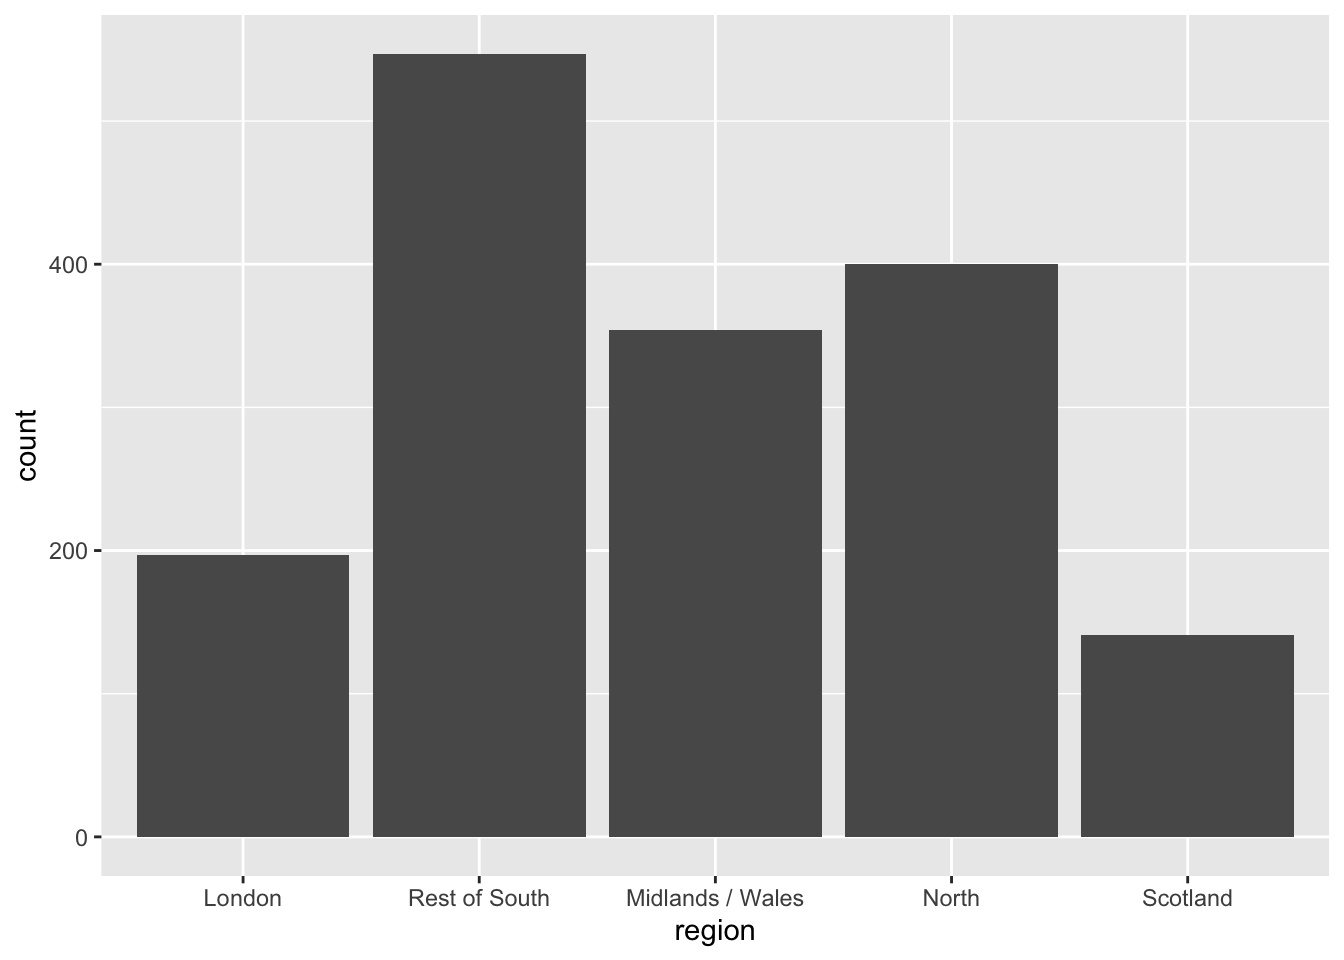 count
400
200
0
London
Rest of South
Midlands / Wales
North
Scotland
region